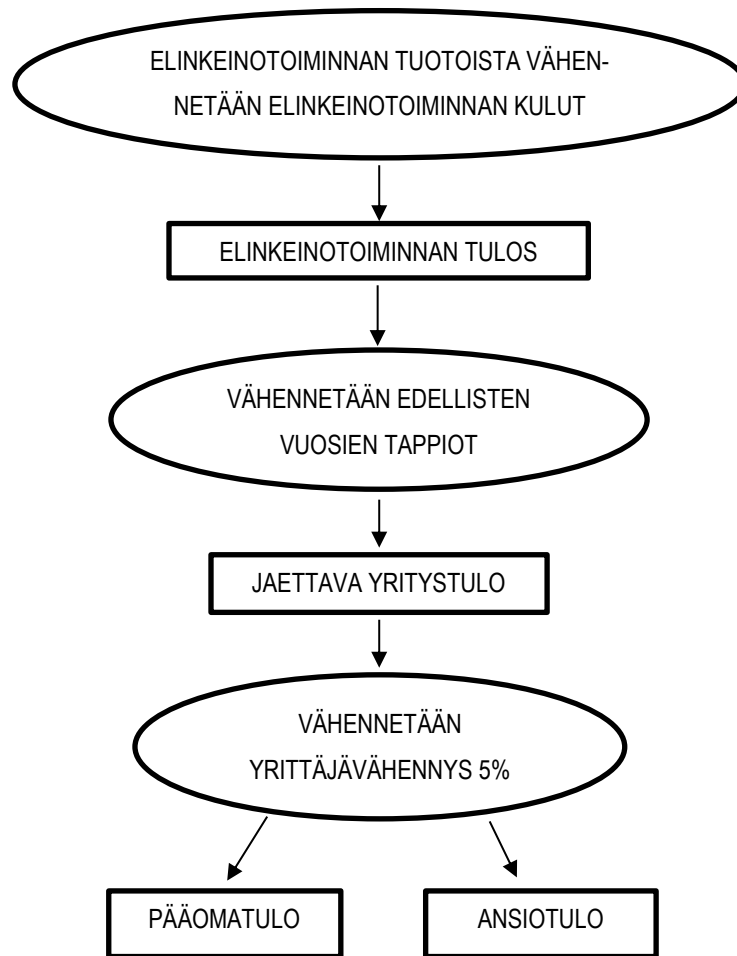 ELINKEINOTOIMINNAN TUOTOISTA VÄHEN-
NETÄÄN ELINKEINOTOIMINNAN KULUT
ELINKEINOTOIMINNAN TULOS
VÄHENNETÄÄN EDELLISTEN
VUOSIEN TAPPIOT
JAETTAVA YRITYSTULO
VÄHENNETÄÄN
YRITTÄJÄVÄHENNYS 5%
PÄÄOMATULO
ANSIOTULO